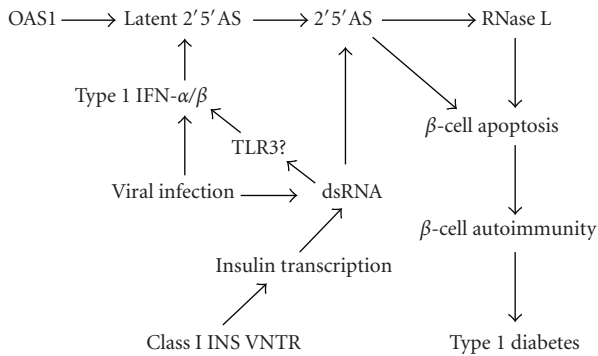 OAS1
Latent 2′5′AS
2′5′AS
RNase L
Type 1 IFN-α/β
β-cell apoptosis
TLR3?
Viral infection
dsRNA
β-cell autoimmunity
Insulin transcription
Class I INS VNTR
Type 1 diabetes